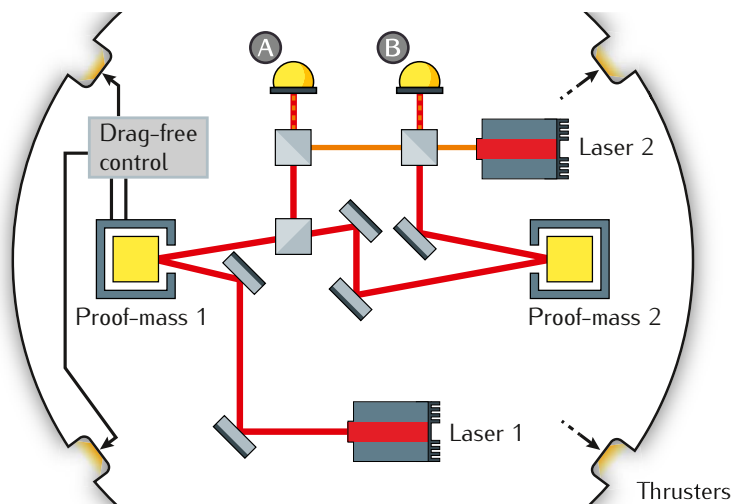 A
B
Drag-free
control
Laser 2
Proof-mass 1
Proof-mass 2
Laser 1
Thrusters